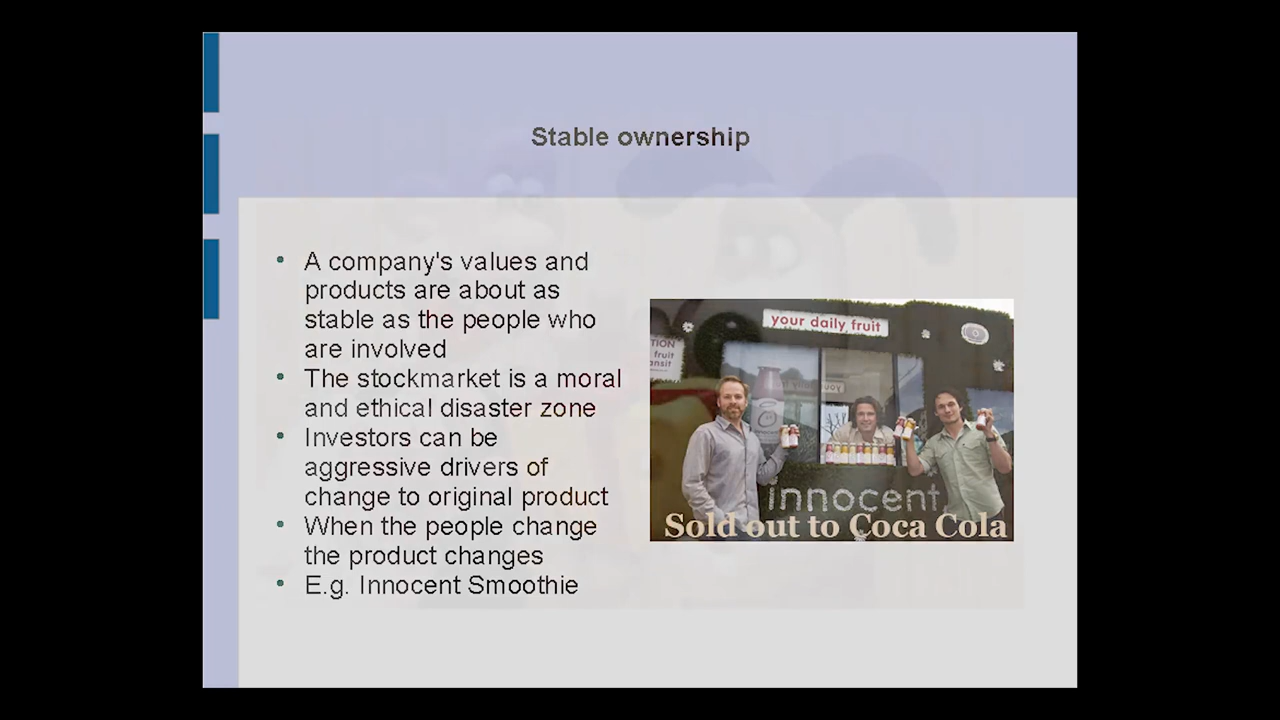 Stable ownership
A company's values and
products are about as
stable as the people who
are involved
The stockmarket is a moral
and ethical disaster zone
Investors can be
aggressive drivers of
change to original product
When the people change
the product changes
E.g. Innocent Smoothie
your daily fruit
fruit
innocent
Sold out to Coca Cola